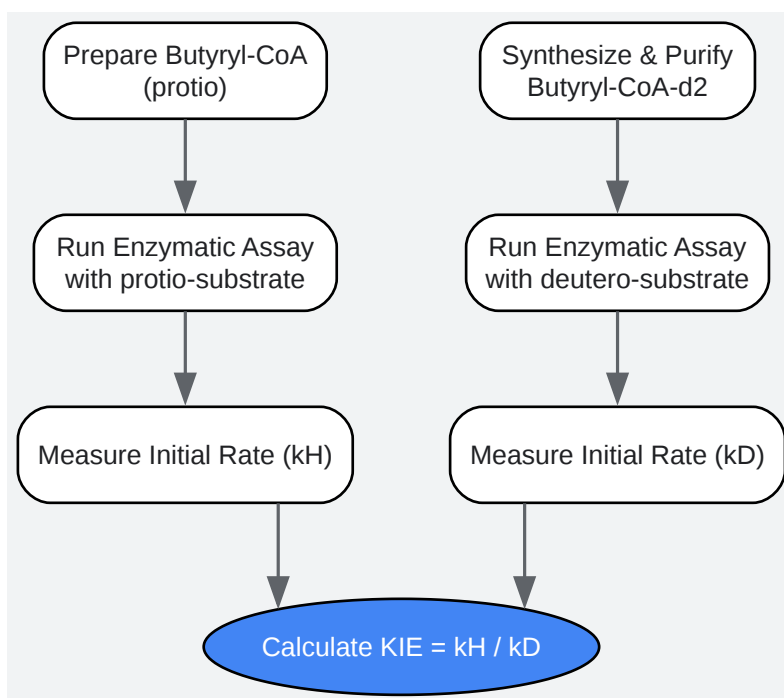 Prepare Butyryl-CoA
(protio)
Synthesize & Purify
Butyryl-CoA-d2
Run Enzymatic Assay
with protio-substrate
Run Enzymatic Assay
with deutero-substrate
Measure Initial Rate (kH)
Measure Initial Rate (kD)
Calculate KIE = kH / kD